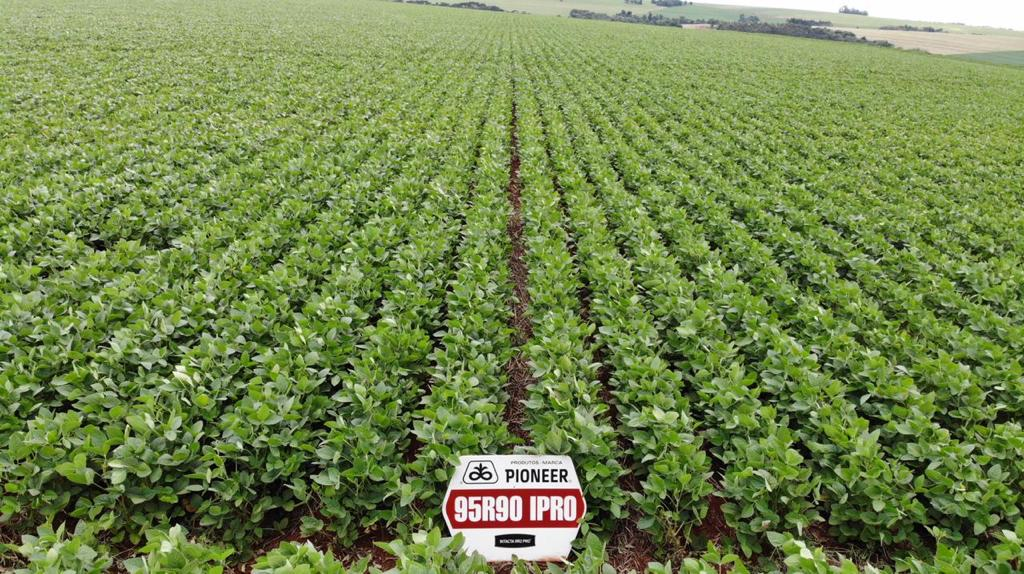 PRODUTOS - MARCA
PIONEER
95R90 IPRO
INTACTA RR2 PRO